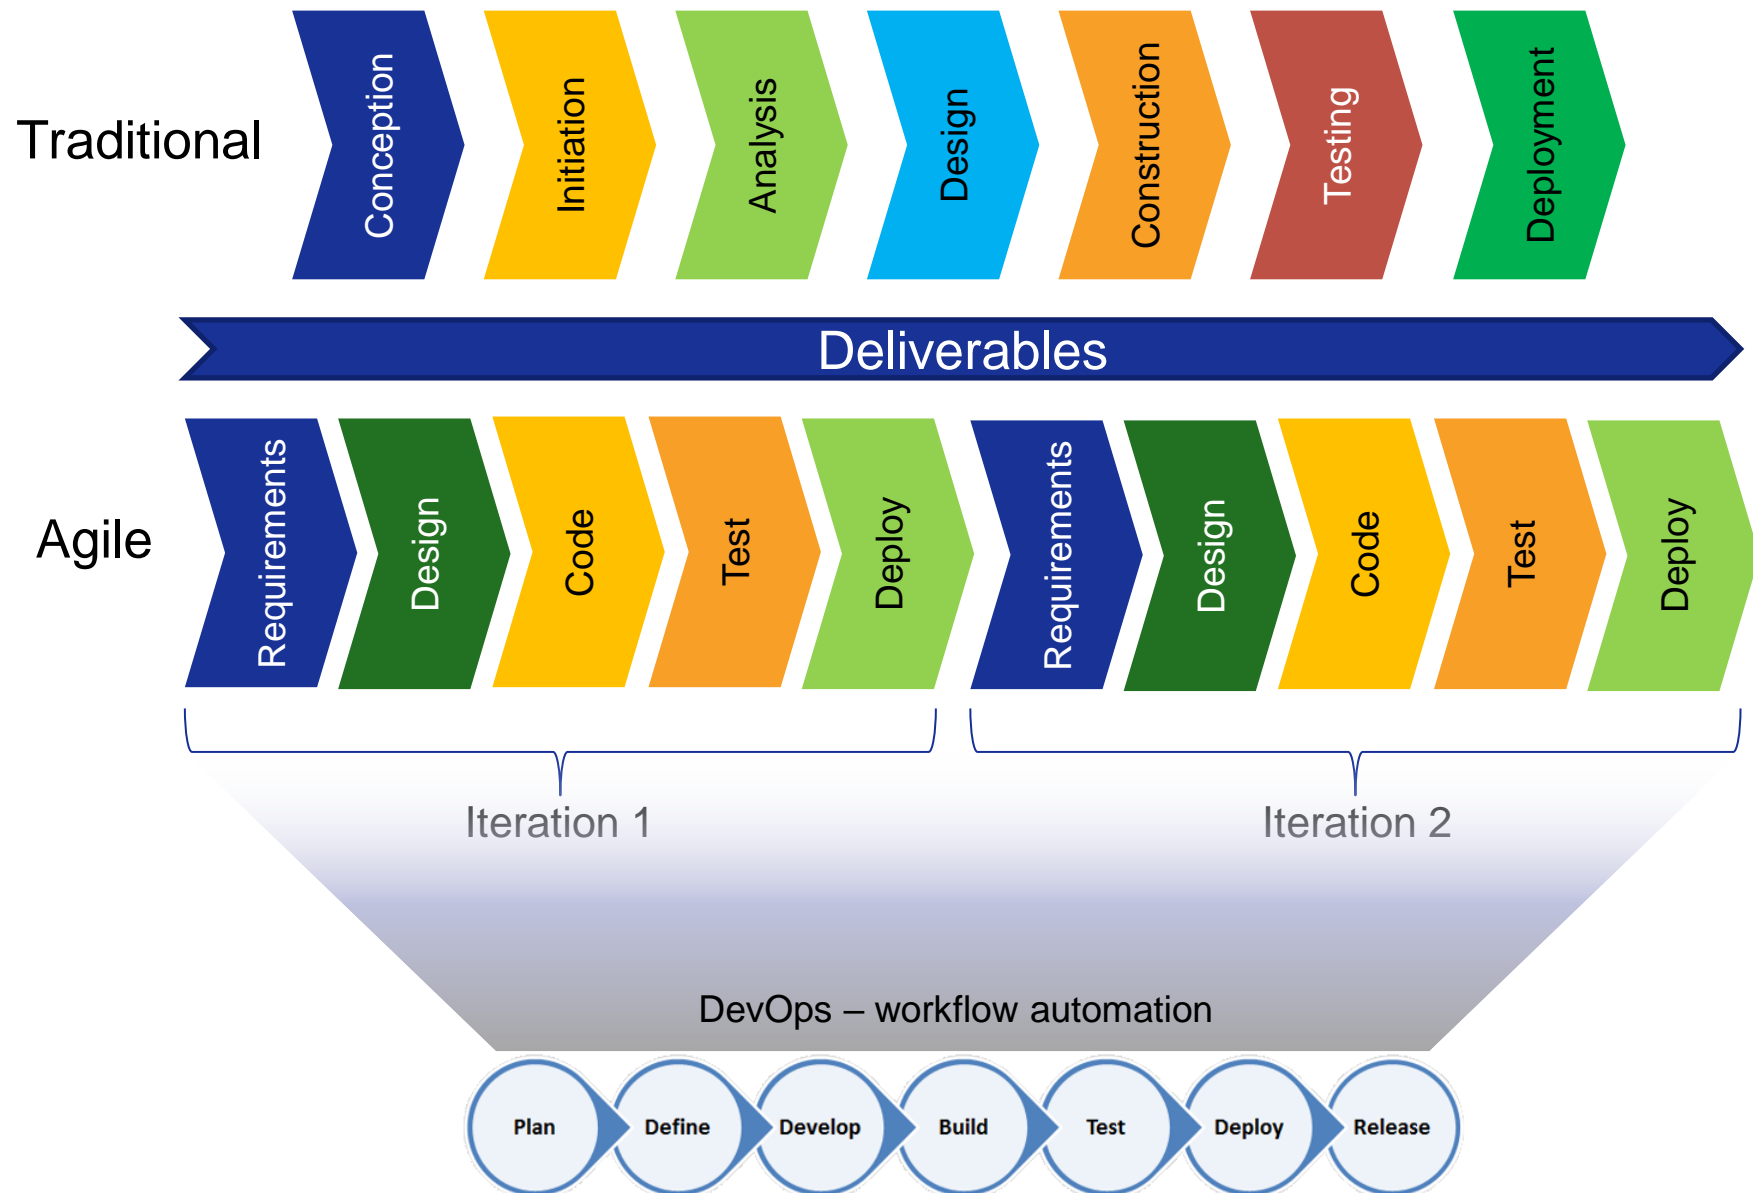 Traditional
Conception
Initiation
Analysis
Design
Construction
Testing
Deployment
Deliverables
Agile
Requirements
Design
Code
Test
Deploy
Requirements
Design
Code
Test
Deploy
Iteration 1
Iteration 2
DevOps – workflow automation
Plan
Define
Develop
Build
Test
Deploy
Release